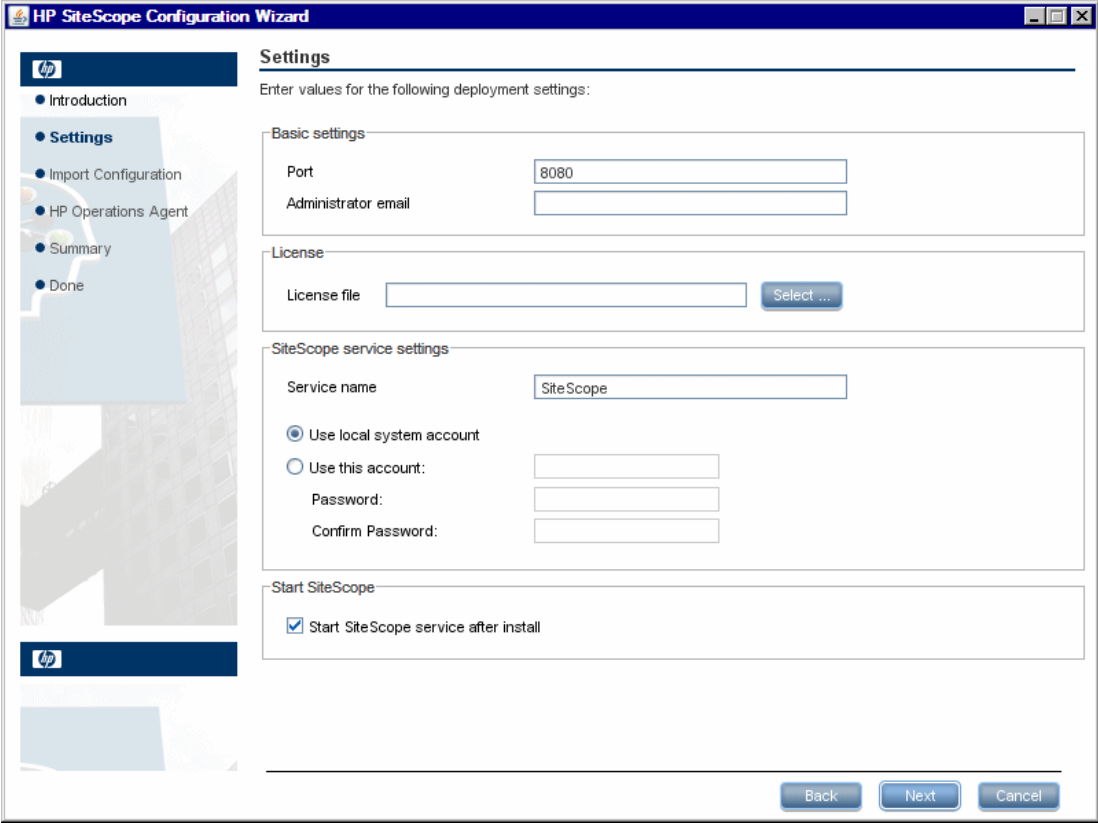 HP SiteScope Configuration Wizard
hp
Introduction
Settings
Import Configuration
HP Operations Agent
Summary
Done
hp
Settings
Enter values for the following deployment settings:
Basic settings
Port 8080
Administrator email
License
License file Select ...
SiteScope service settings
Service name SiteScope
Use local system account
Use this account:
Password:
Confirm Password:
Start SiteScope
Start SiteScope service after install
Back Next Cancel